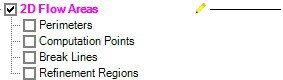 2D Flow Areas
Perimeters
Computation Points
Break Lines
Refinement Regions